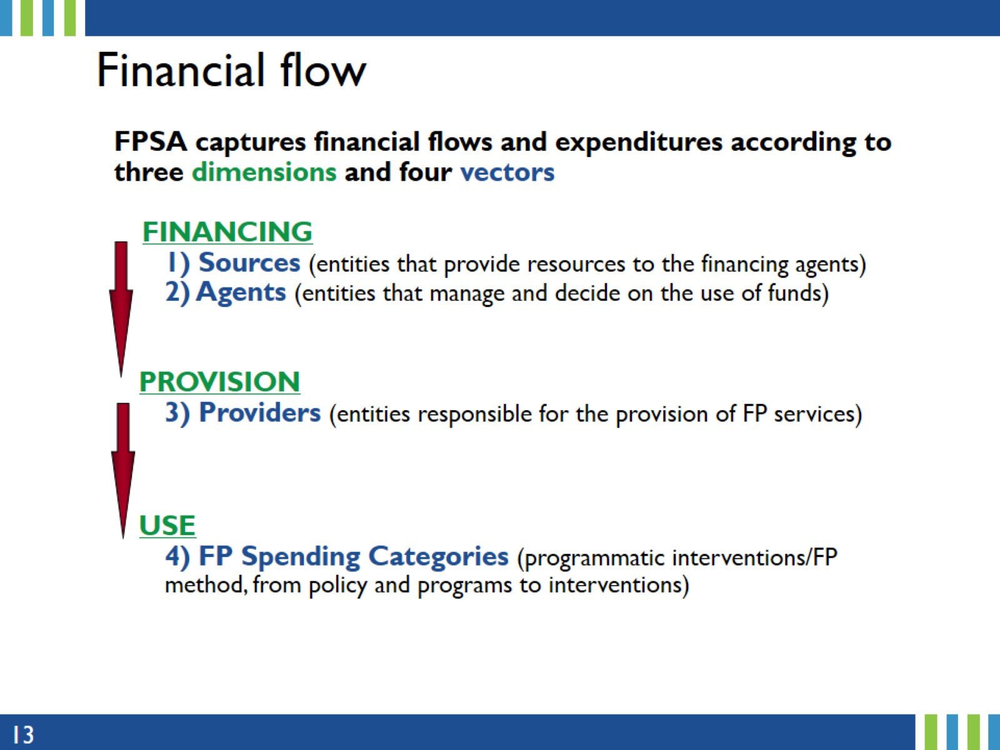 Financial flow
FPSA captures financial flows and expenditures according to
three dimensions and four vectors
FINANCING
1) Sources (entities that provide resources to the financing agents)
2) Agents (entities that manage and decide on the use of funds)
PROVISION
3) Providers (entities responsible for the provision of FP services)
USE
4) FP Spending Categories (programmatic interventions/FP
method, from policy and programs to interventions)
13